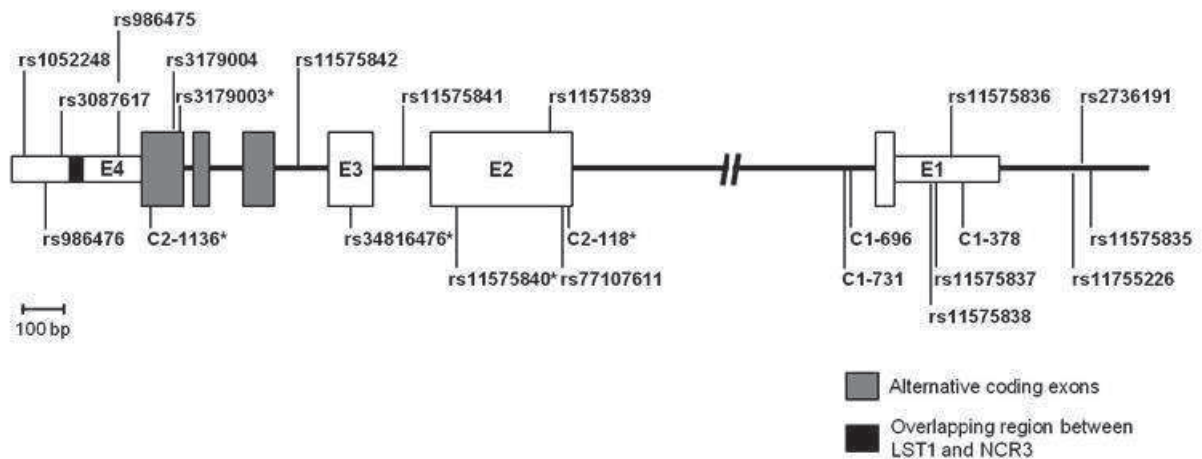 rs986475
rs1052248
rs3179004
rs11575842
rs3087617
rs3179003*
rs11575841
rs11575839
rs11575836
rs2736191
E4
E3
E2
E1
rs986476
C2-1136*
rs34816476*
C2-118*
C1-696
C1-378
rs11575835
rs11575840*
rs77107611
C1-731
rs11575837
rs11755226
rs11575838
100 bp
Alternative coding exons
Overlapping region between
LST1 and NCR3